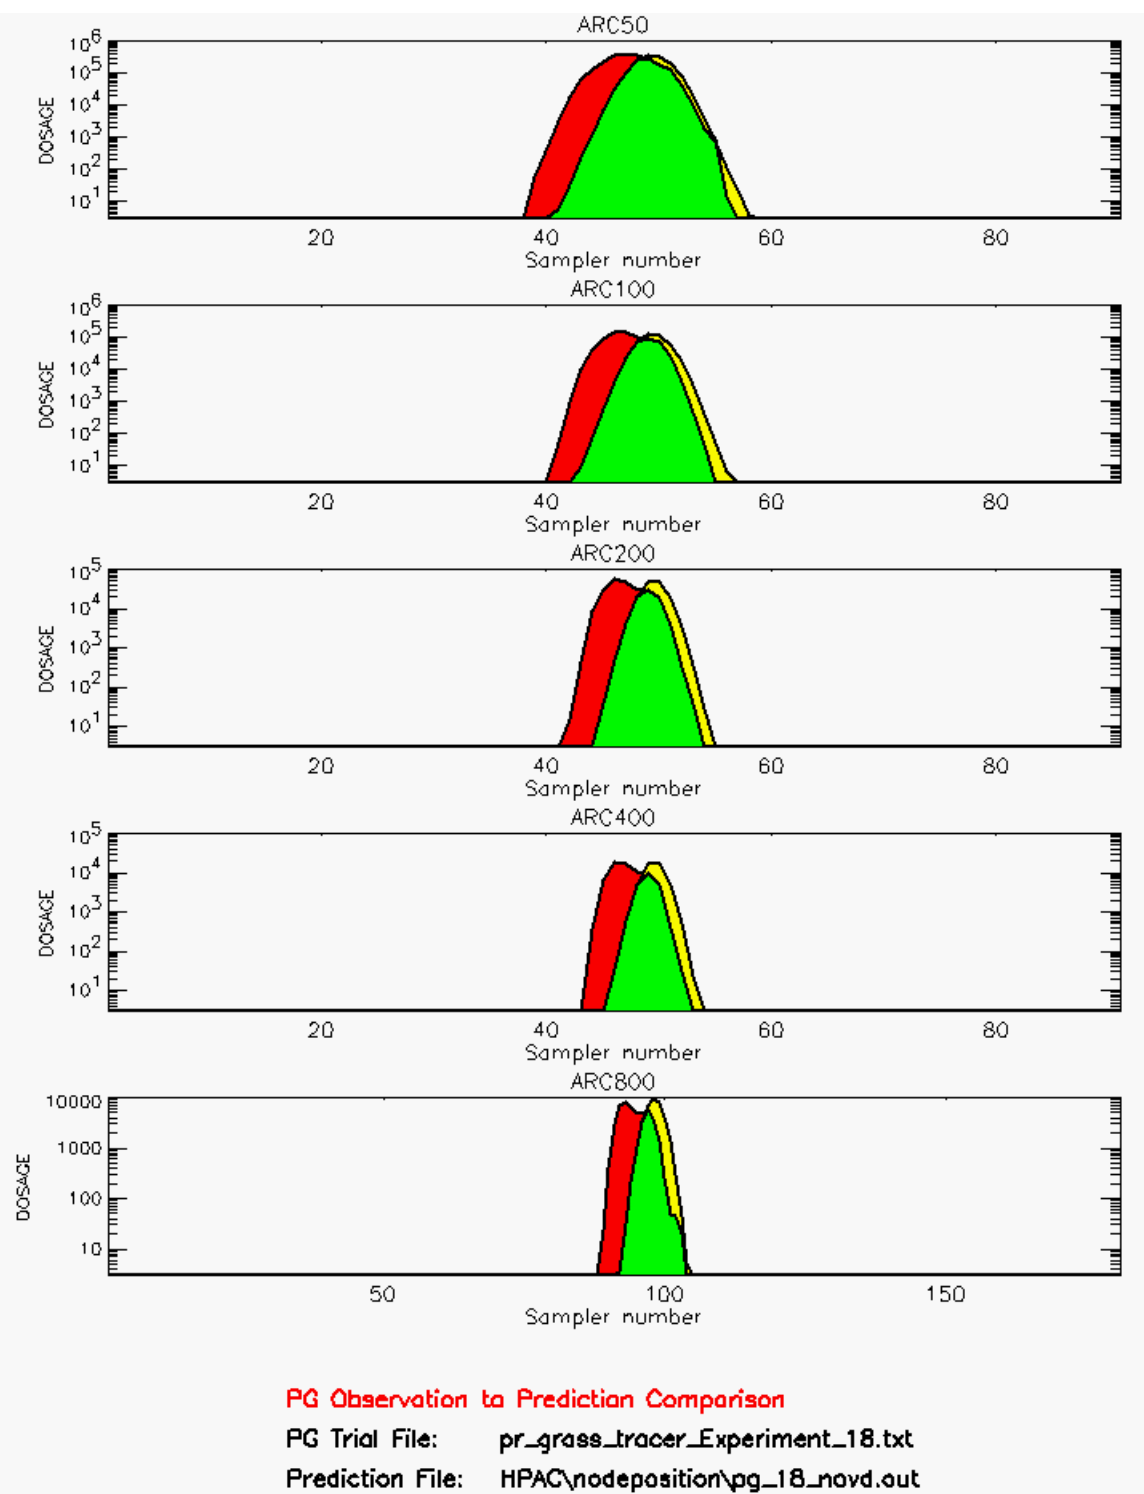 ARC50
10^6
10^5
10^4
10^3
10^2
10^1
DOSAGE
20 40 60 80
Sampler number
ARC100
10^6
10^5
10^4
10^3
10^2
10^1
DOSAGE
20 40 60 80
Sampler number
ARC200
10^5
10^4
10^3
10^2
10^1
DOSAGE
20 40 60 80
Sampler number
ARC400
10^5
10^4
10^3
10^2
10^1
DOSAGE
20 40 60 80
Sampler number
ARC800
10000
1000
100
10
DOSAGE
50 100 150
Sampler number
PG Observation to Prediction Comparison
PG Trial File: pr_grass_tracer_Experiment_18.txt
Prediction File: HPAC\nodeposition\pg_18_novd.out